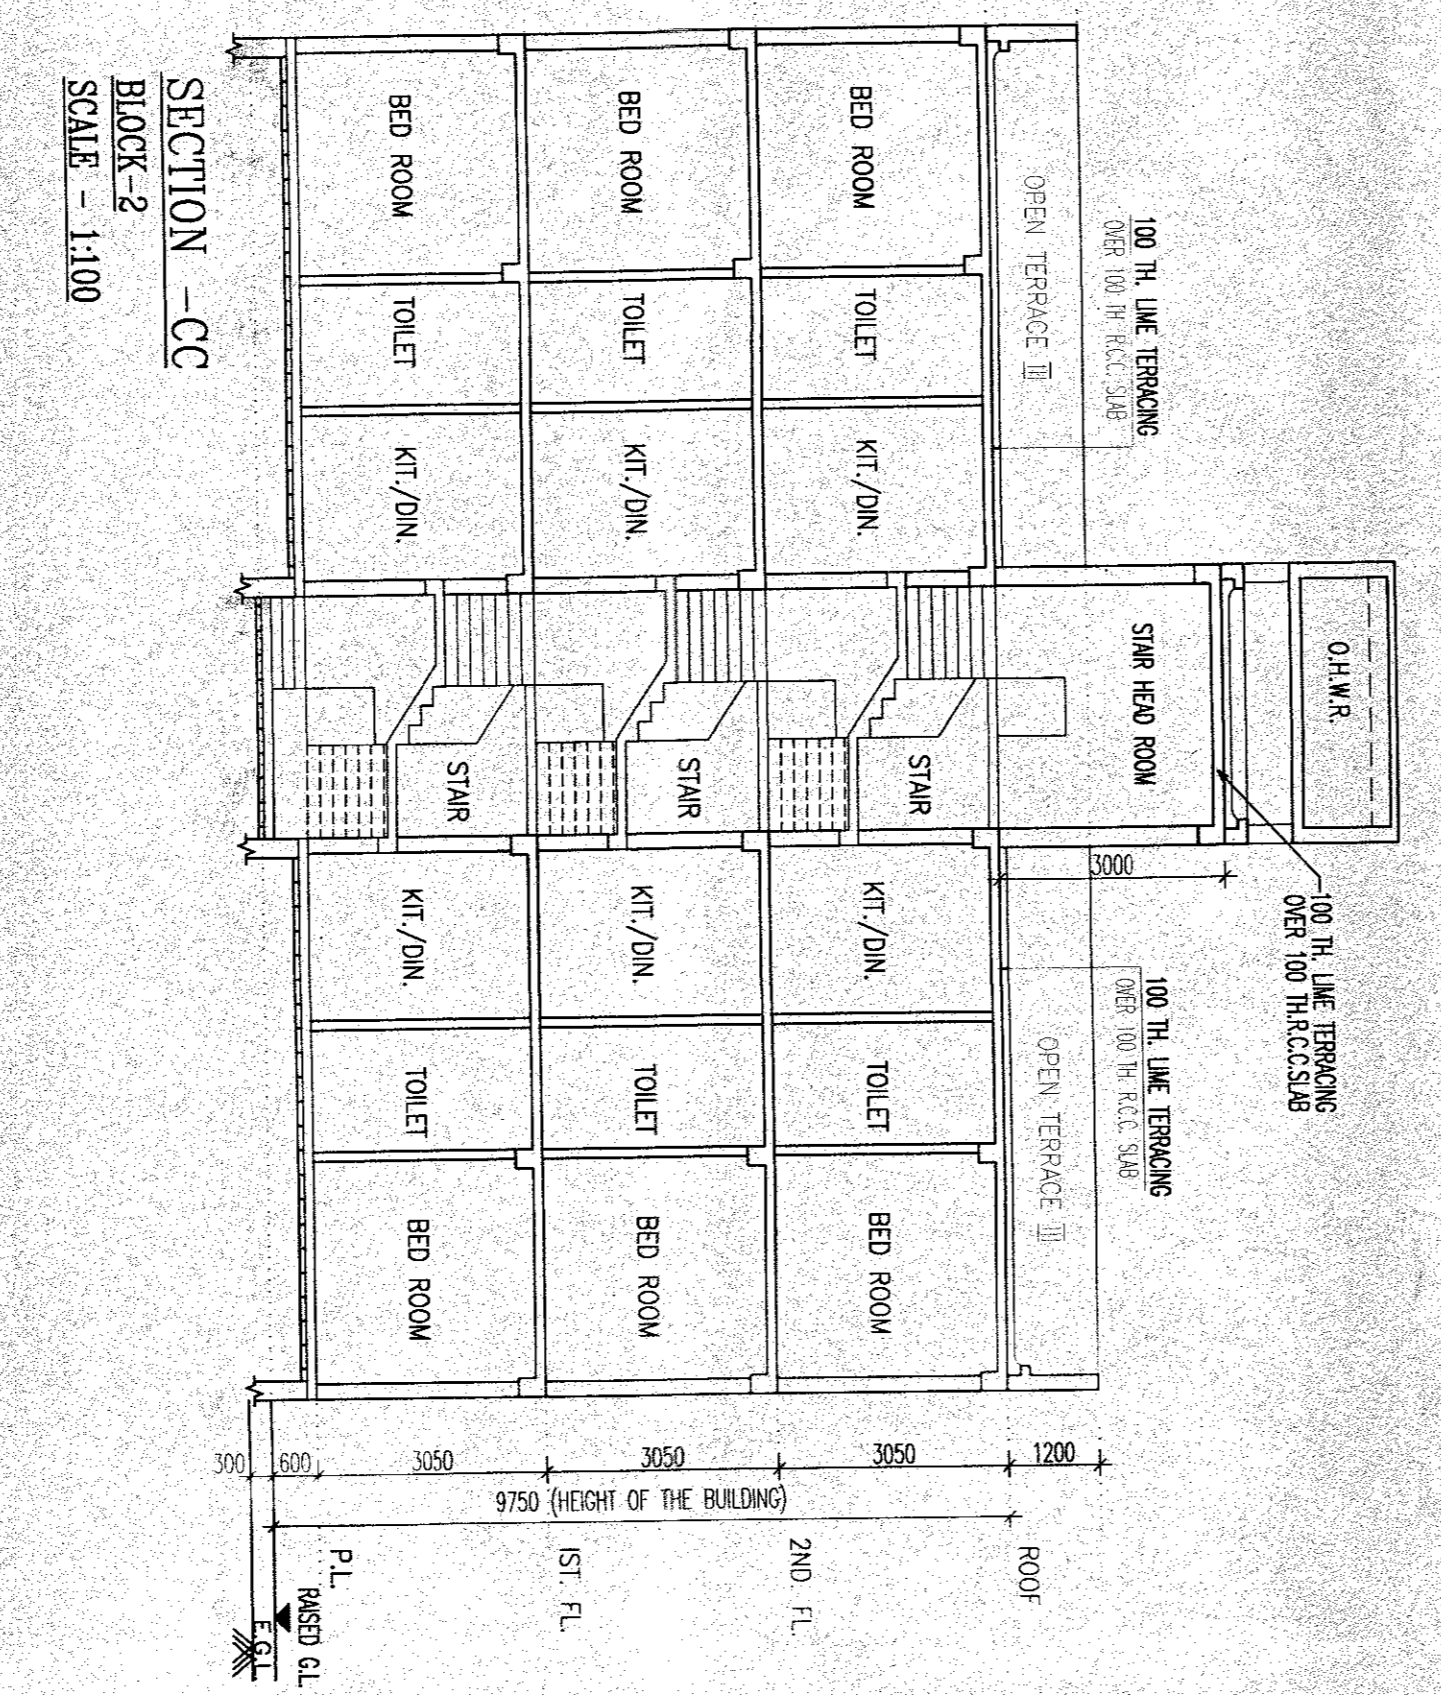 O.H.W.R.
100 TH. LIME TERRACING
OVER 100 TH.R.C.C.SLAB
100 TH. LIME TERRACING
OVER 100 TH R.C.C. SLAB
STAIR HEAD ROOM
3000
100 TH. LIME TERRACING
OVER 100 TH. R.C.C. SLAB
OPEN TERRACE III
OPEN TERRACE II
1200
ROOF
BED ROOM
TOILET
KIT./DIN.
STAIR
KIT./DIN.
TOILET
BED ROOM
3050
2ND FL.
BED ROOM
TOILET
KIT./DIN.
STAIR
KIT./DIN.
TOILET
BED ROOM
3050
9750 (HEIGHT OF THE BUILDING)
IST. FL.
BED ROOM
TOILET
KIT./DIN.
STAIR
KIT./DIN.
TOILET
BED ROOM
3050
P.L.
600
RAISED G.L.
300
E.G.L.
SECTION -CC
BLOCK-2
SCALE - 1:100